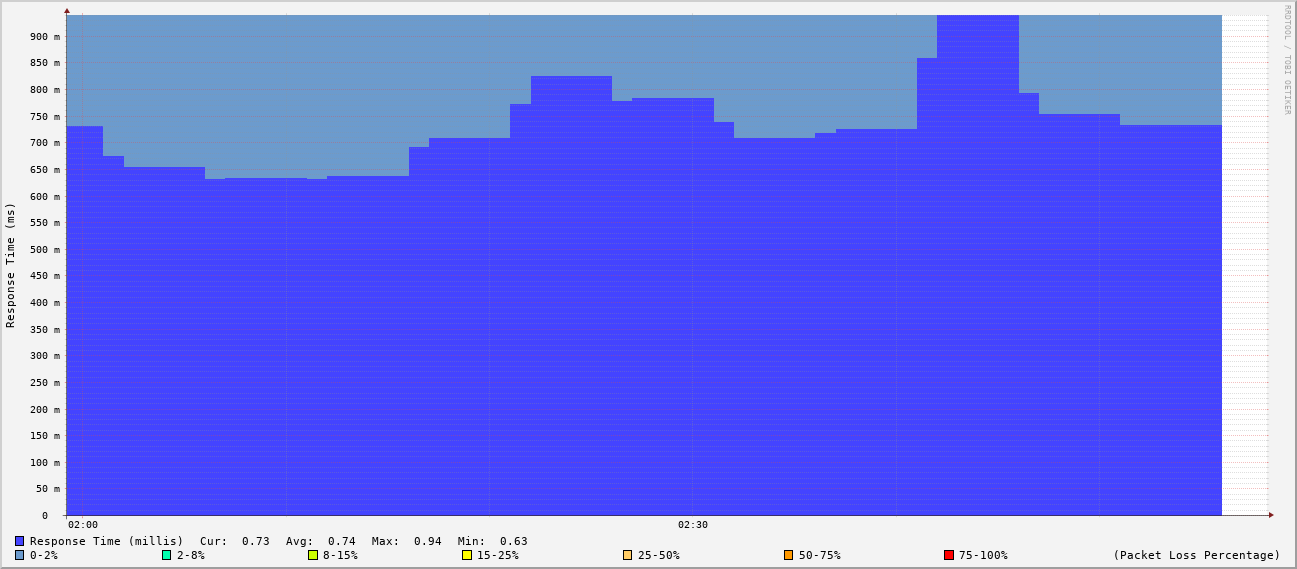 RRDTOOL / TOBI OETIKER
Response Time (ms)
900 m
850 m
800 m
750 m
700 m
650 m
600 m
550 m
500 m
450 m
400 m
350 m
300 m
250 m
200 m
150 m
100 m
50 m
0
02:00 02:30
Response Time (millis) Cur: 0.73 Avg: 0.74 Max: 0.94 Min: 0.63
0-2% 2-8% 8-15% 15-25% 25-50% 50-75% 75-100% (Packet Loss Percentage)